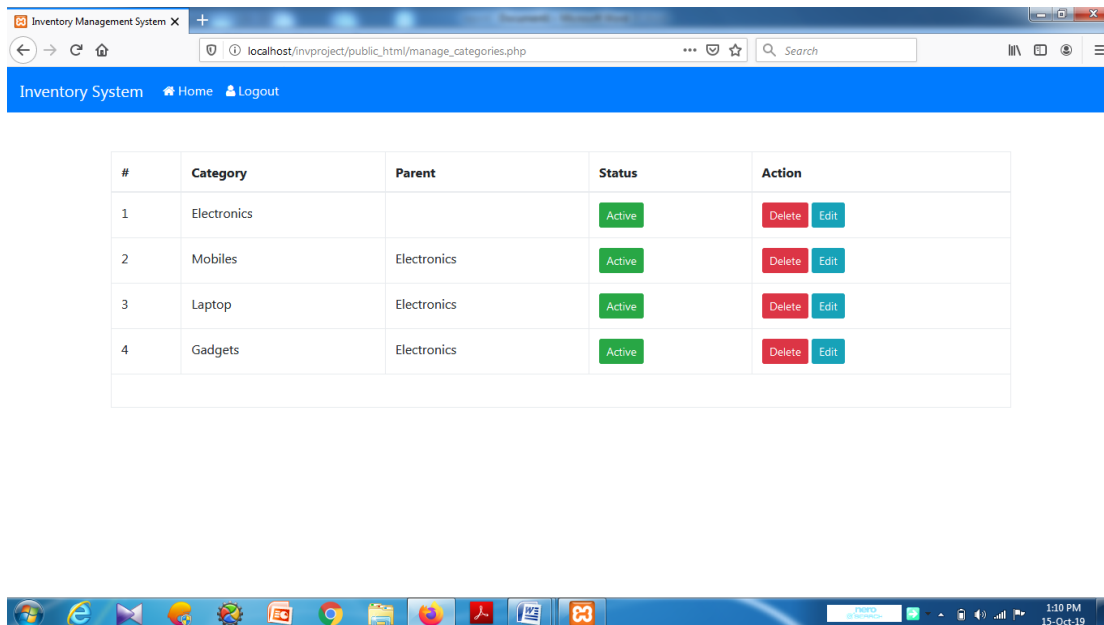 Inventory Management System
localhost/invproject/public_html/manage_categories.php
Search
Inventory System Home Logout
# Category Parent Status Action
1 Electronics Active Delete Edit
2 Mobiles Electronics Active Delete Edit
3 Laptop Electronics Active Delete Edit
4 Gadgets Electronics Active Delete Edit
nero
1:10 PM
15-Oct-19